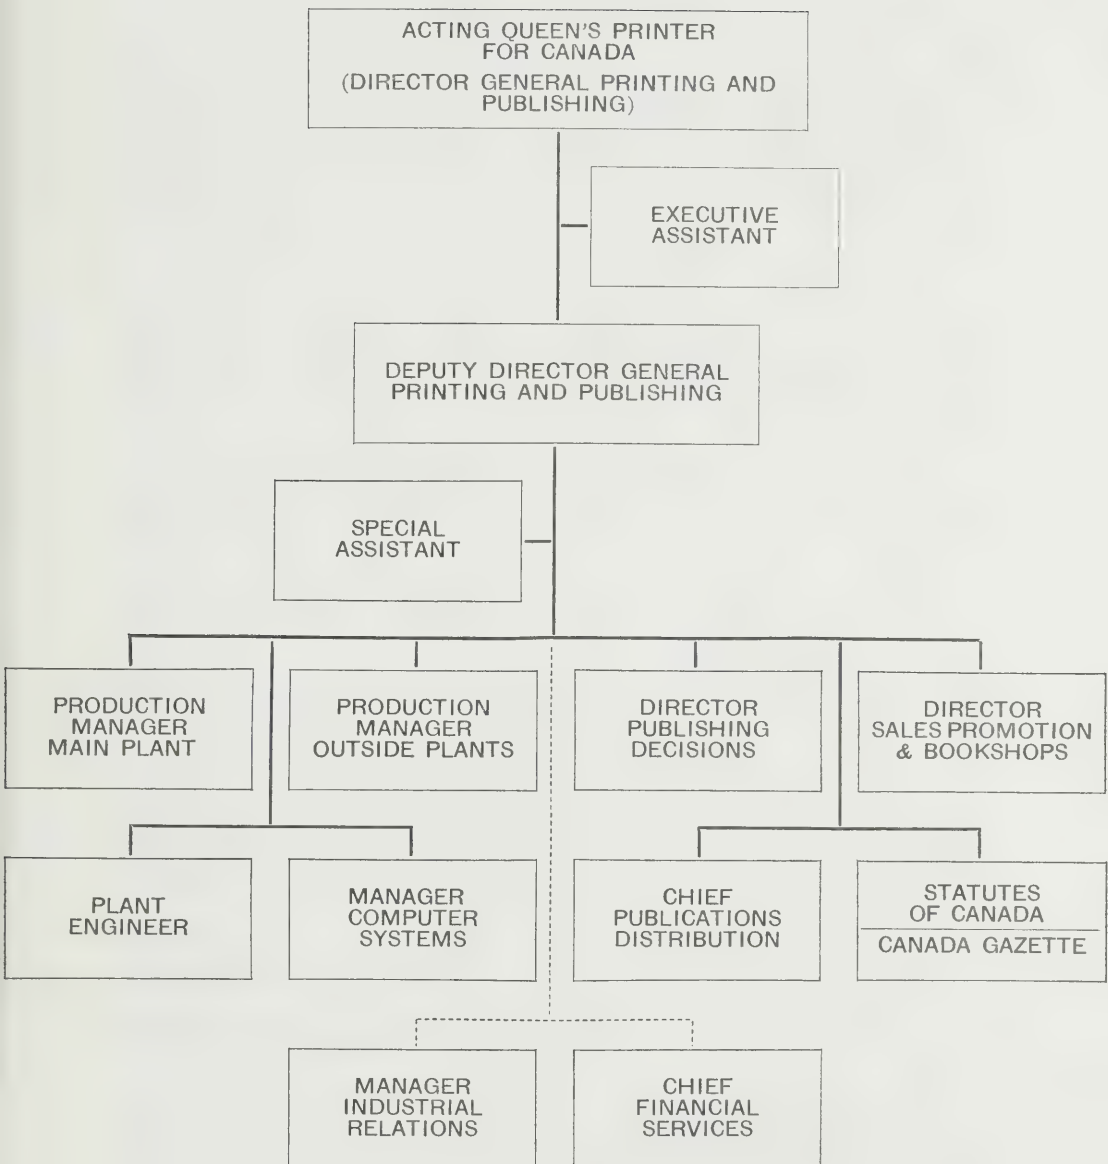 ACTING QUEEN'S PRINTER
FOR CANADA
(DIRECTOR GENERAL PRINTING AND
PUBLISHING)
EXECUTIVE
ASSISTANT
DEPUTY DIRECTOR GENERAL
PRINTING AND PUBLISHING
SPECIAL
ASSISTANT
PRODUCTION
MANAGER
MAIN PLANT
PRODUCTION
MANAGER
OUTSIDE PLANTS
DIRECTOR
PUBLISHING
DECISIONS
DIRECTOR
SALES PROMOTION
& BOOKSHOPS
PLANT
ENGINEER
MANAGER
COMPUTER
SYSTEMS
CHIEF
PUBLICATIONS
DISTRIBUTION
STATUTES
OF CANADA
CANADA GAZETTE
MANAGER
INDUSTRIAL
RELATIONS
CHIEF
FINANCIAL
SERVICES